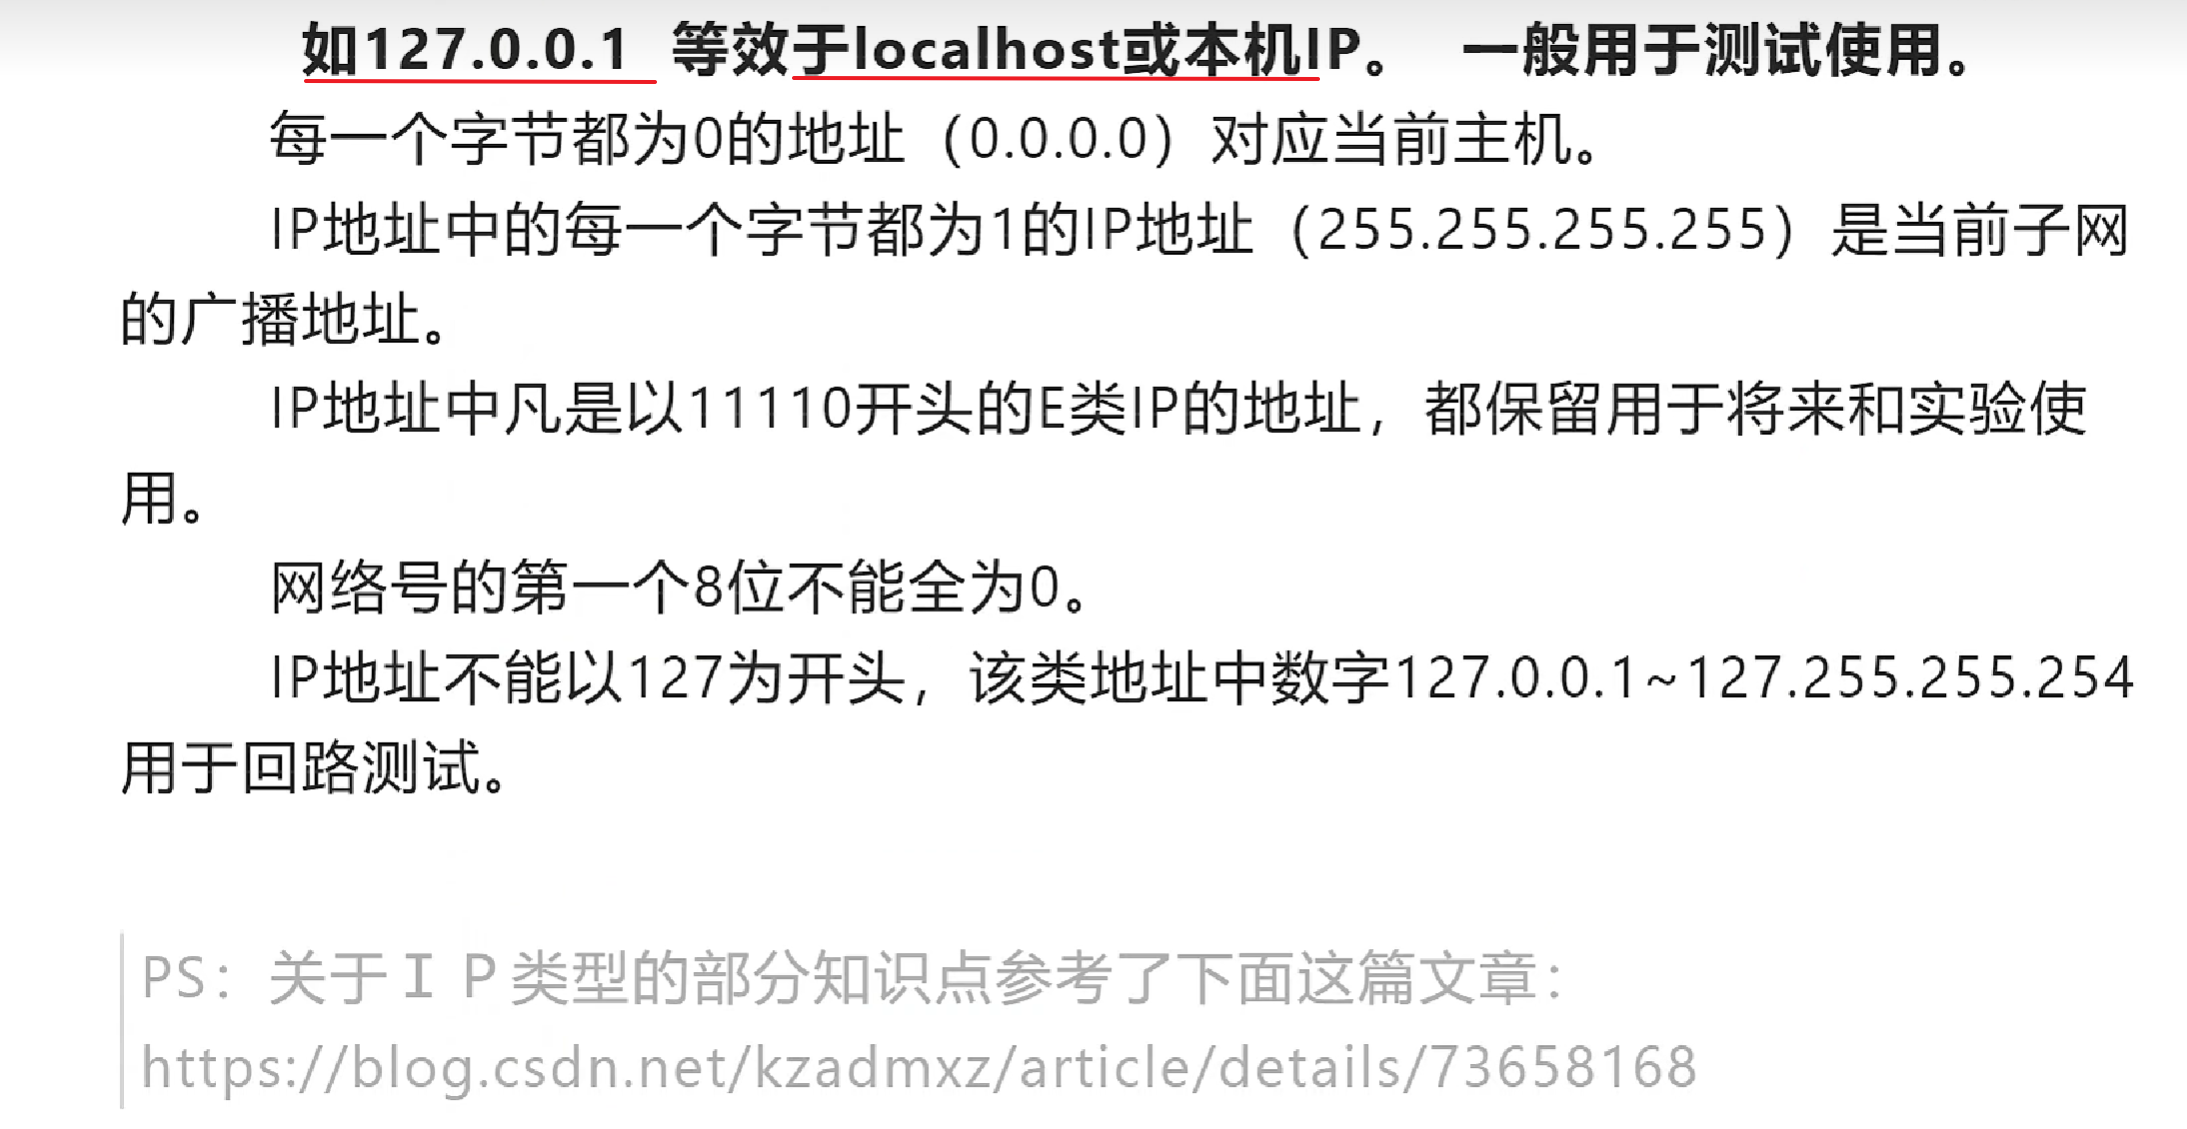 如127.0.0.1 等效于localhost或本机IP。 一般用于测试使用。
每一个字节都为0的地址（0.0.0.0）对应当前主机。
IP地址中的每一个字节都为1的IP地址（255.255.255.255）是当前子网
的广播地址。
IP地址中凡是以11110开头的E类IP的地址，都保留用于将来和实验使
用。
网络号的第一个8位不能全为0。
IP地址不能以127为开头，该类地址中数字127.0.0.1~127.255.255.254
用于回路测试。
PS：关于ＩＰ类型的部分知识点参考了下面这篇文章：
https://blog.csdn.net/kzadmxz/article/details/73658168